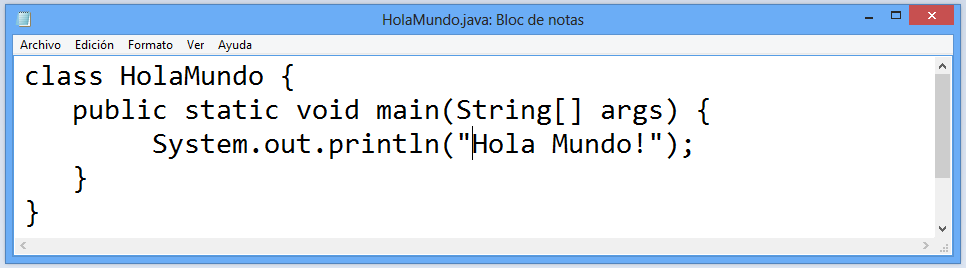 HolaMundo.java: Bloc de notas
Archivo Edición Formato Ver Ayuda
class HolaMundo {
   public static void main(String[] args) {
        System.out.println("Hola Mundo!");
   }
}